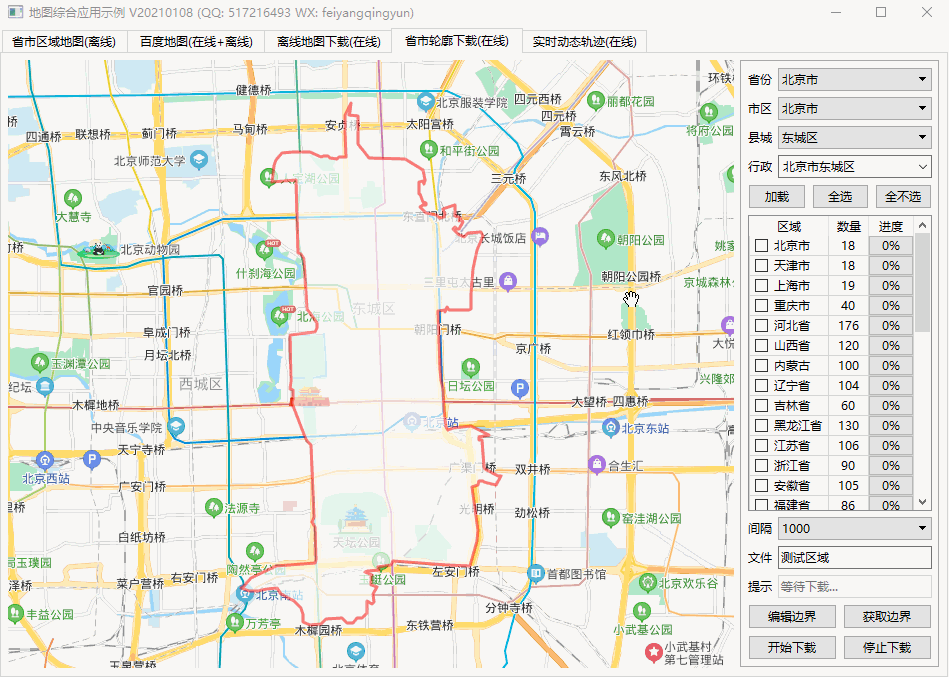 地图综合应用示例 V20210108 (QQ: 517216493 WX: feiyangqingyun)
省市区域地图(离线)
百度地图(在线+离线)
离线地图下载(在线)
省市轮廓下载(在线)
实时动态轨迹(在线)
健德桥
北京服装学院
四元西桥
丽都花园
环铁
桥
四通桥
联想桥
蓟门桥
马甸桥
安贞桥
太阳宫桥
四元桥
霄云桥
将府公园
北京师范大学
和平街公园
人定湖公园
三元桥
东风北桥
大慧寺
东直门北桥
北京动物园
北京长城饭店
朝阳公园
姚家
什刹海公园
三里屯太古里
朝阳公园桥
京城森林
官园桥
北海公园
东城区
阜成门桥
朝阳门桥
红领巾桥
大悦
月坛北桥
京广桥
玉渊潭公园
西城区
日坛公园
兴隆郊
纪坛
木樨地桥
大望桥
四惠桥
中央音乐学院
北京站
北京东站
天宁寺桥
北京西站
广渠门桥
双井桥
合生汇
广安门桥
光明桥
法源寺
劲松桥
窑洼湖公园
白纸坊桥
天坛公园
玉璞园
陶然亭公
玉蜓公园
左安门桥
首都图书馆
泽桥
菜户营桥
右安门桥
北京南站
北京欢乐谷
丰益公园
万芳亭
木樨园桥
东铁营桥
分钟寺桥
小武基公园
玉泉营桥
北京体育
小武基村
第七管理站
省份 北京市
市区 北京市
县城 东城区
行政 北京市东城区
加载 全选 全不选
区域 数量 进度
北京市 18 0%
天津市 18 0%
上海市 19 0%
重庆市 40 0%
河北省 176 0%
山西省 120 0%
内蒙古 100 0%
辽宁省 104 0%
吉林省 60 0%
黑龙江省 130 0%
江苏省 106 0%
浙江省 90 0%
安徽省 105 0%
福建省 86 0%
间隔 1000
文件 测试区域
提示 等待下载...
编辑边界 获取边界
开始下载 停止下载